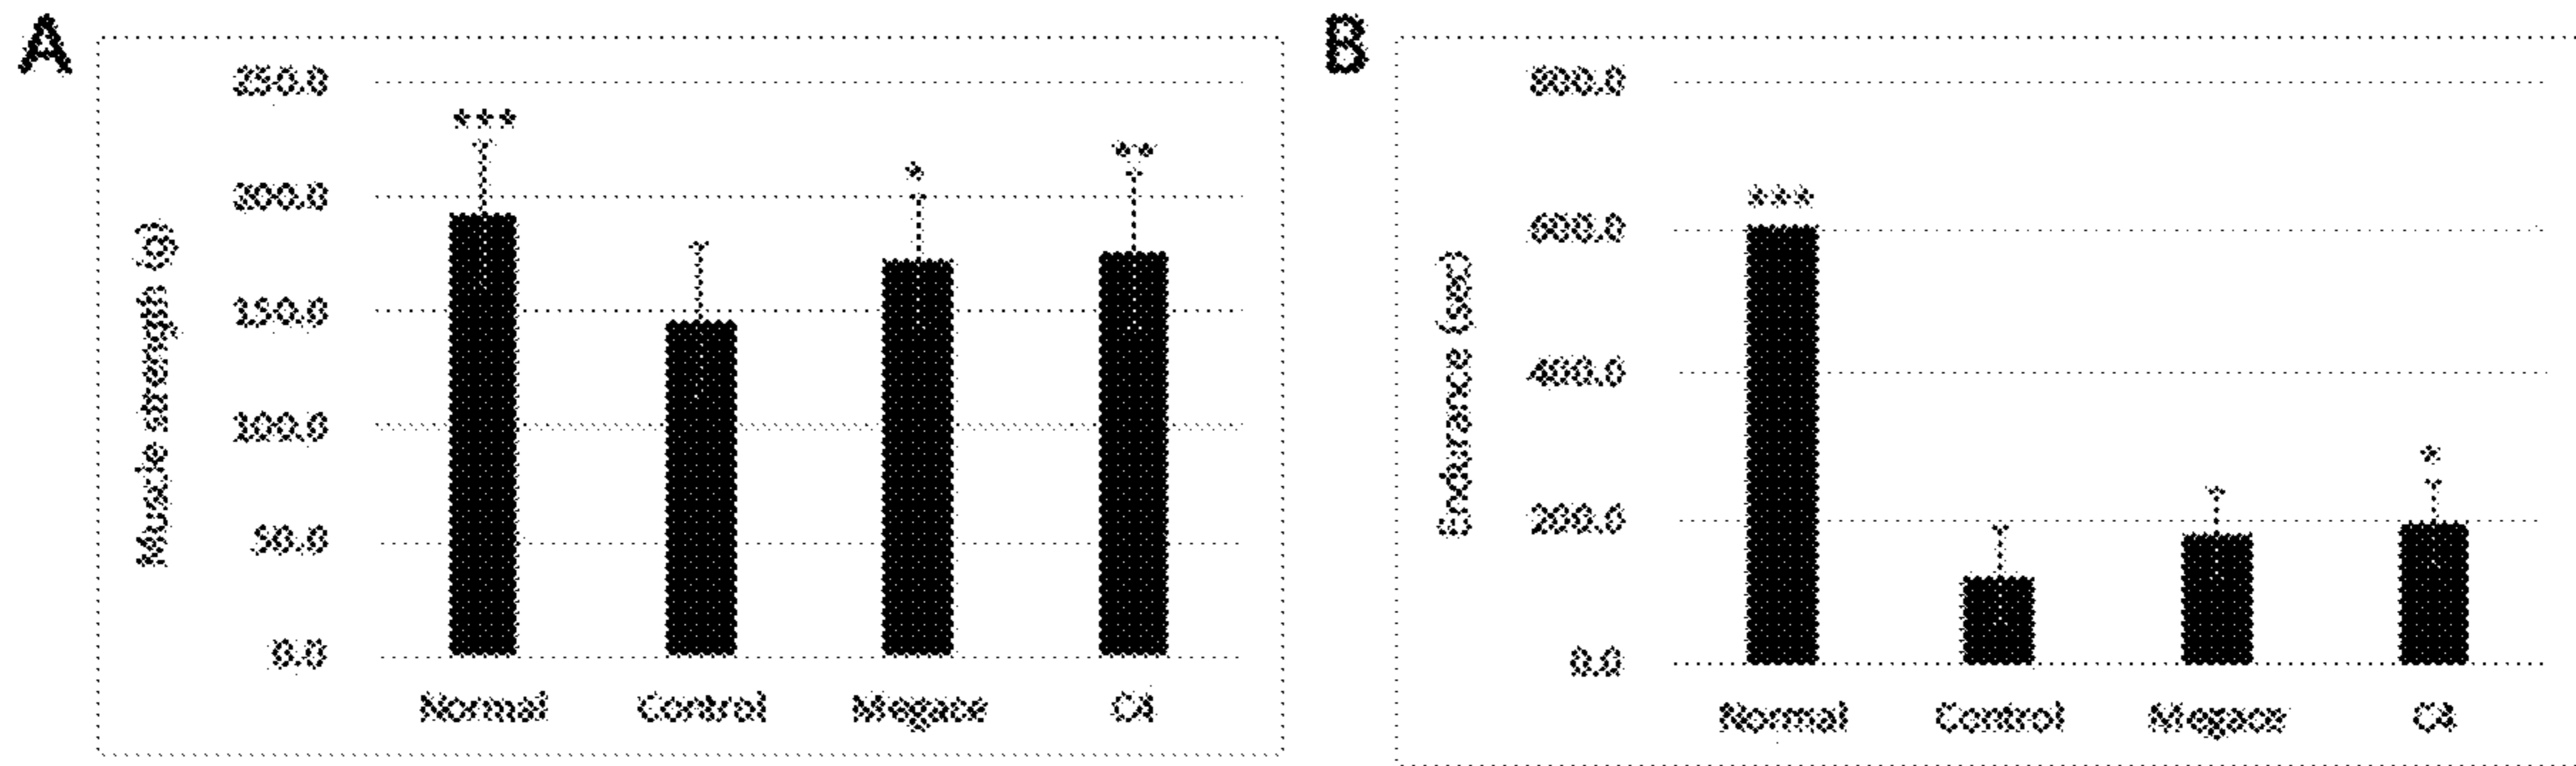 A
Muscle strength (g)
250.0
200.0
150.0
100.0
50.0
0.0
***
*
**
Normal Control Megace C4
B
Endurance (sec)
800.0
600.0
400.0
200.0
0.0
***
*
Normal Control Megace C4